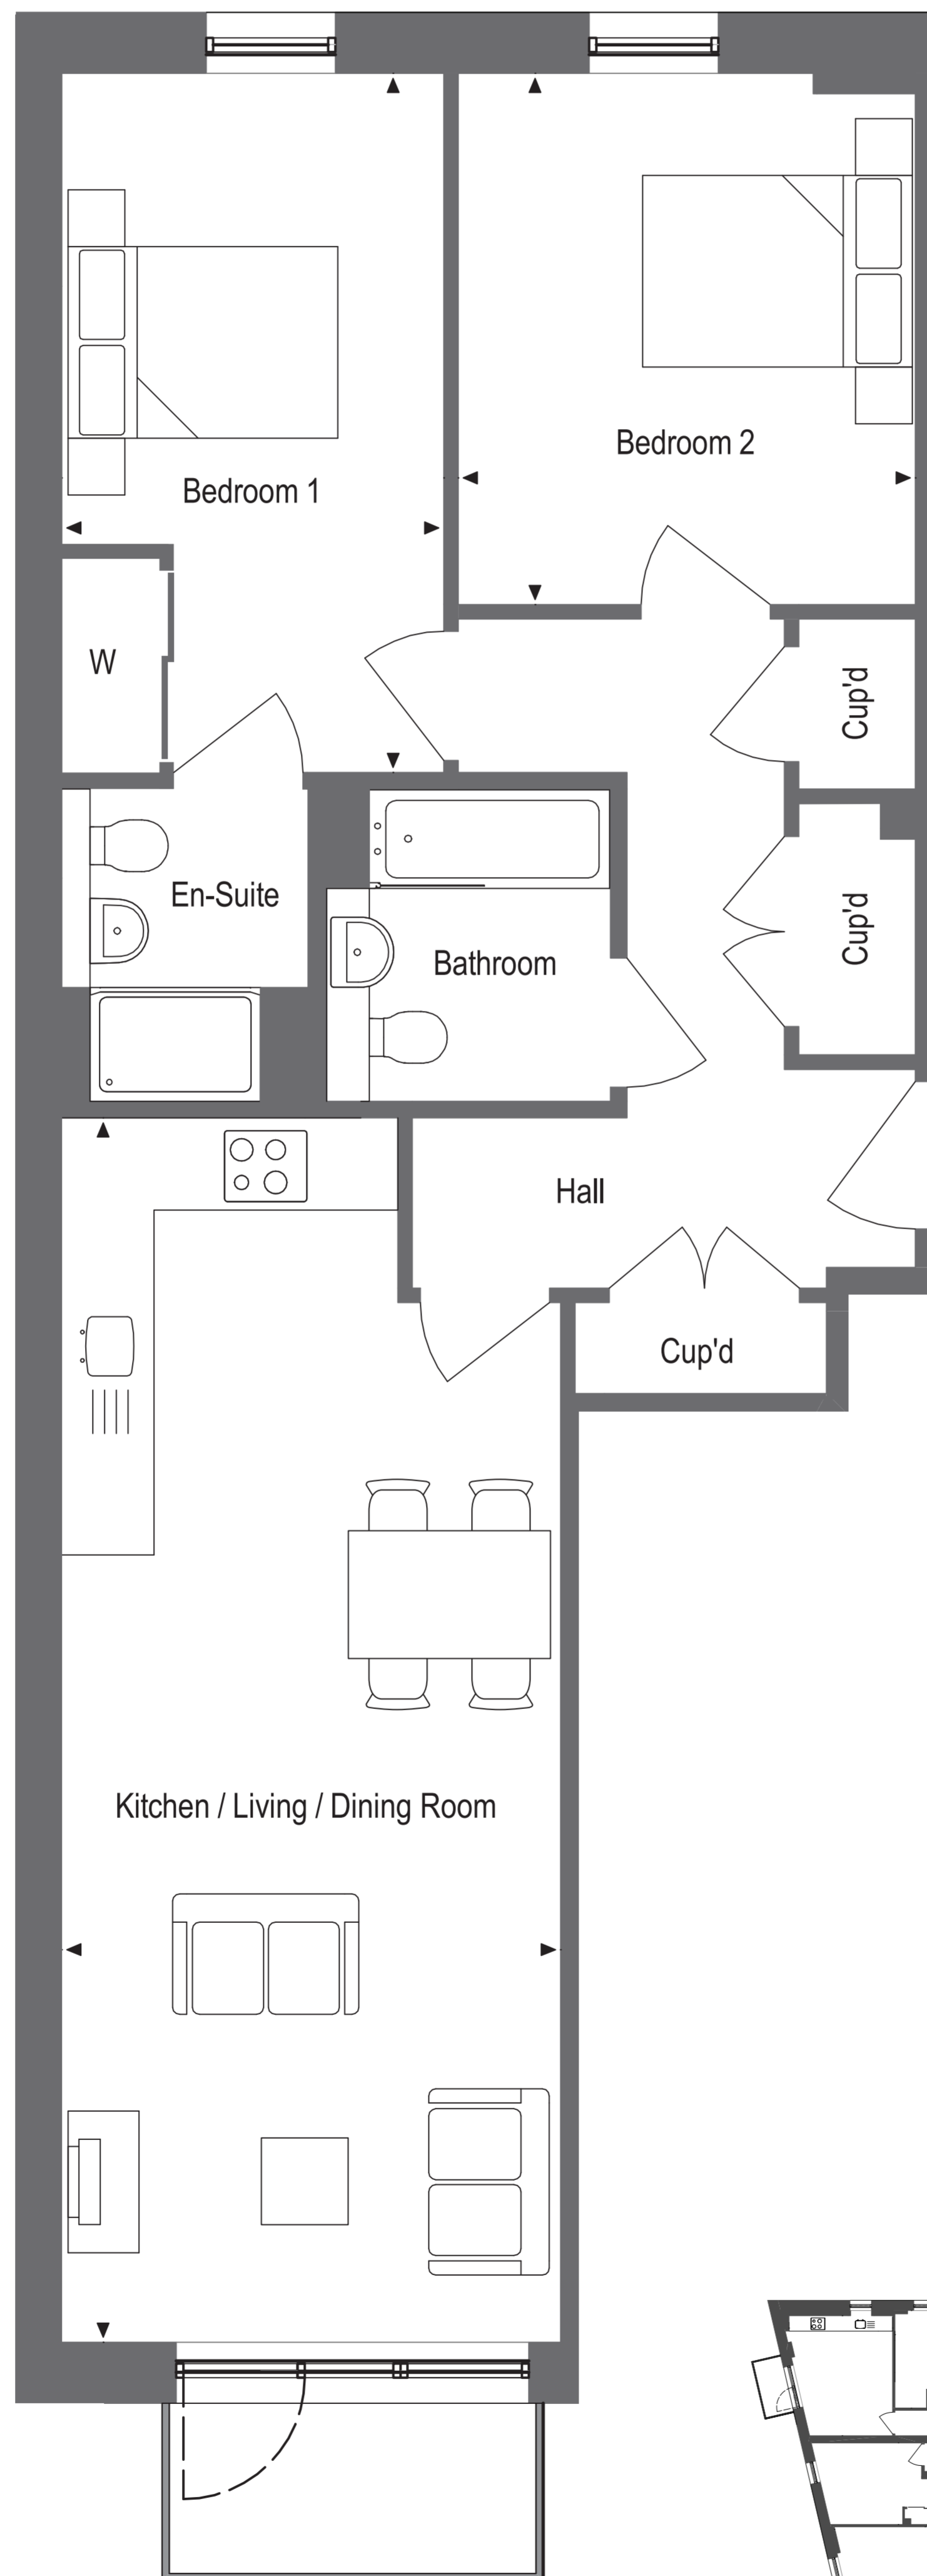 Bedroom 2
Bedroom 1
W
Cup'd
En-Suite
Cup'd
Bathroom
Hall
Cup'd
Kitchen / Living / Dining Room